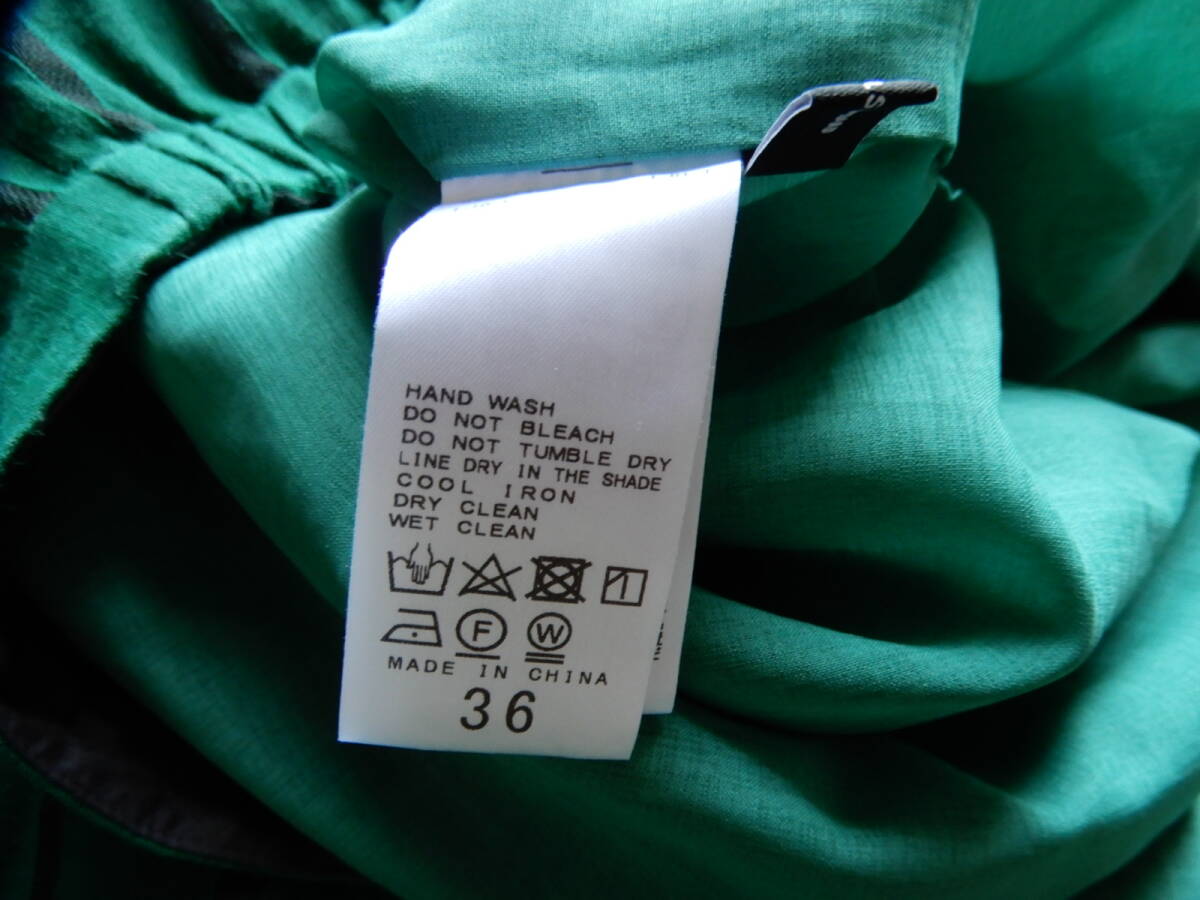 HAND WASH
DO NOT BLEACH
DO NOT TUMBLE DRY
LINE DRY IN THE SHADE
COOL IRON
DRY CLEAN
WET CLEAN
F W
MADE IN CHINA
36